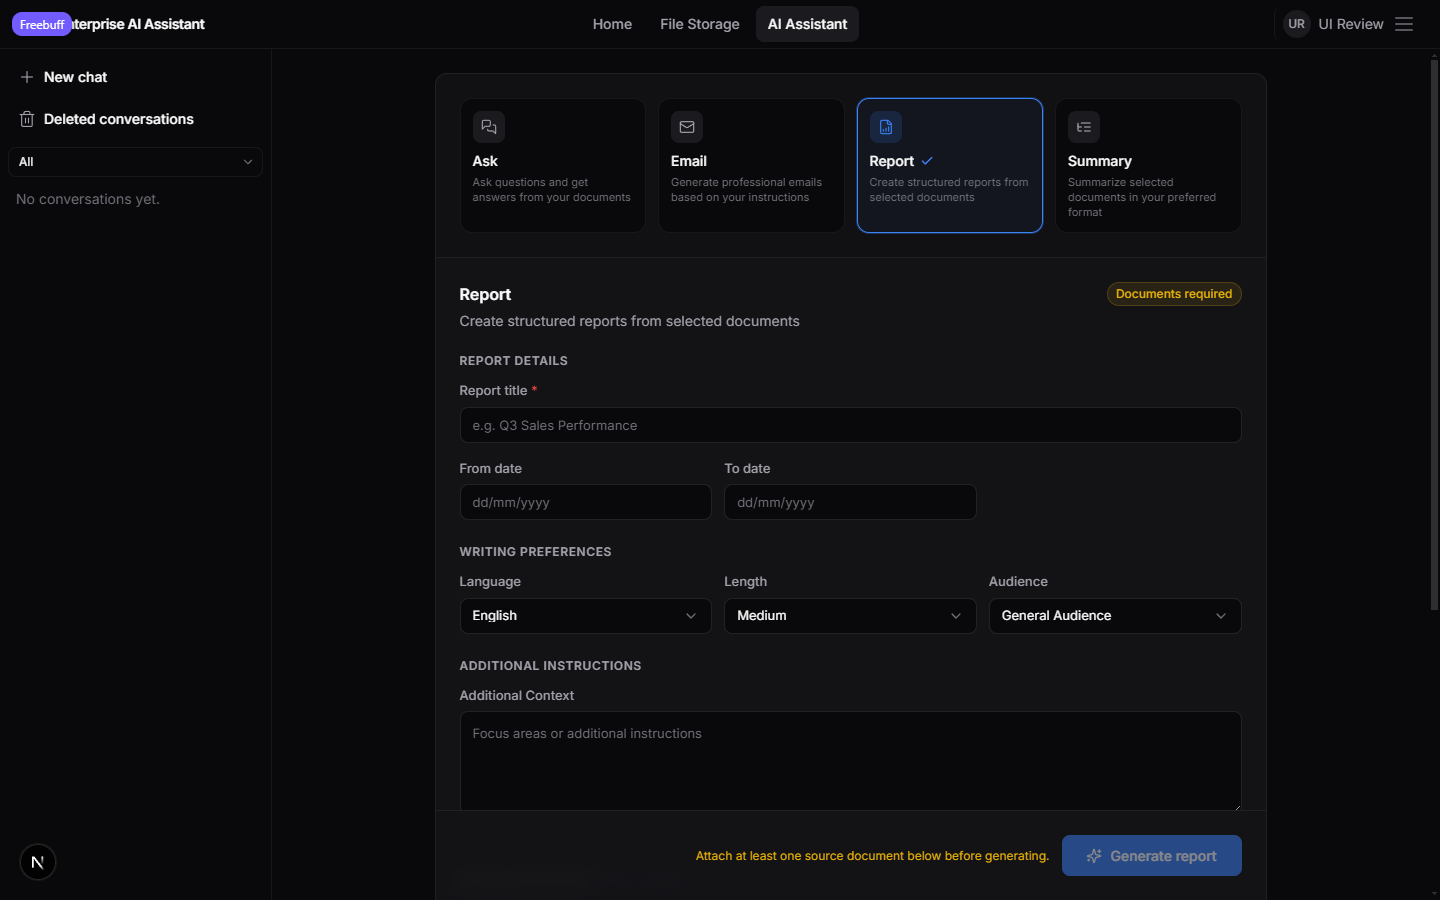 Freebuff
Enterprise AI Assistant
Home
File Storage
AI Assistant
UR
UI Review
New chat
Deleted conversations
All
No conversations yet.
Ask
Ask questions and get
answers from your documents
Email
Generate professional emails
based on your instructions
Report
Create structured reports from
selected documents
Summary
Summarize selected
documents in your preferred
format
Report
Documents required
Create structured reports from selected documents
REPORT DETAILS
Report title *
e.g. Q3 Sales Performance
From date
To date
dd/mm/yyyy
dd/mm/yyyy
WRITING PREFERENCES
Language
Length
Audience
English
Medium
General Audience
ADDITIONAL INSTRUCTIONS
Additional Context
Focus areas or additional instructions
Attach at least one source document below before generating.
Generate report
N